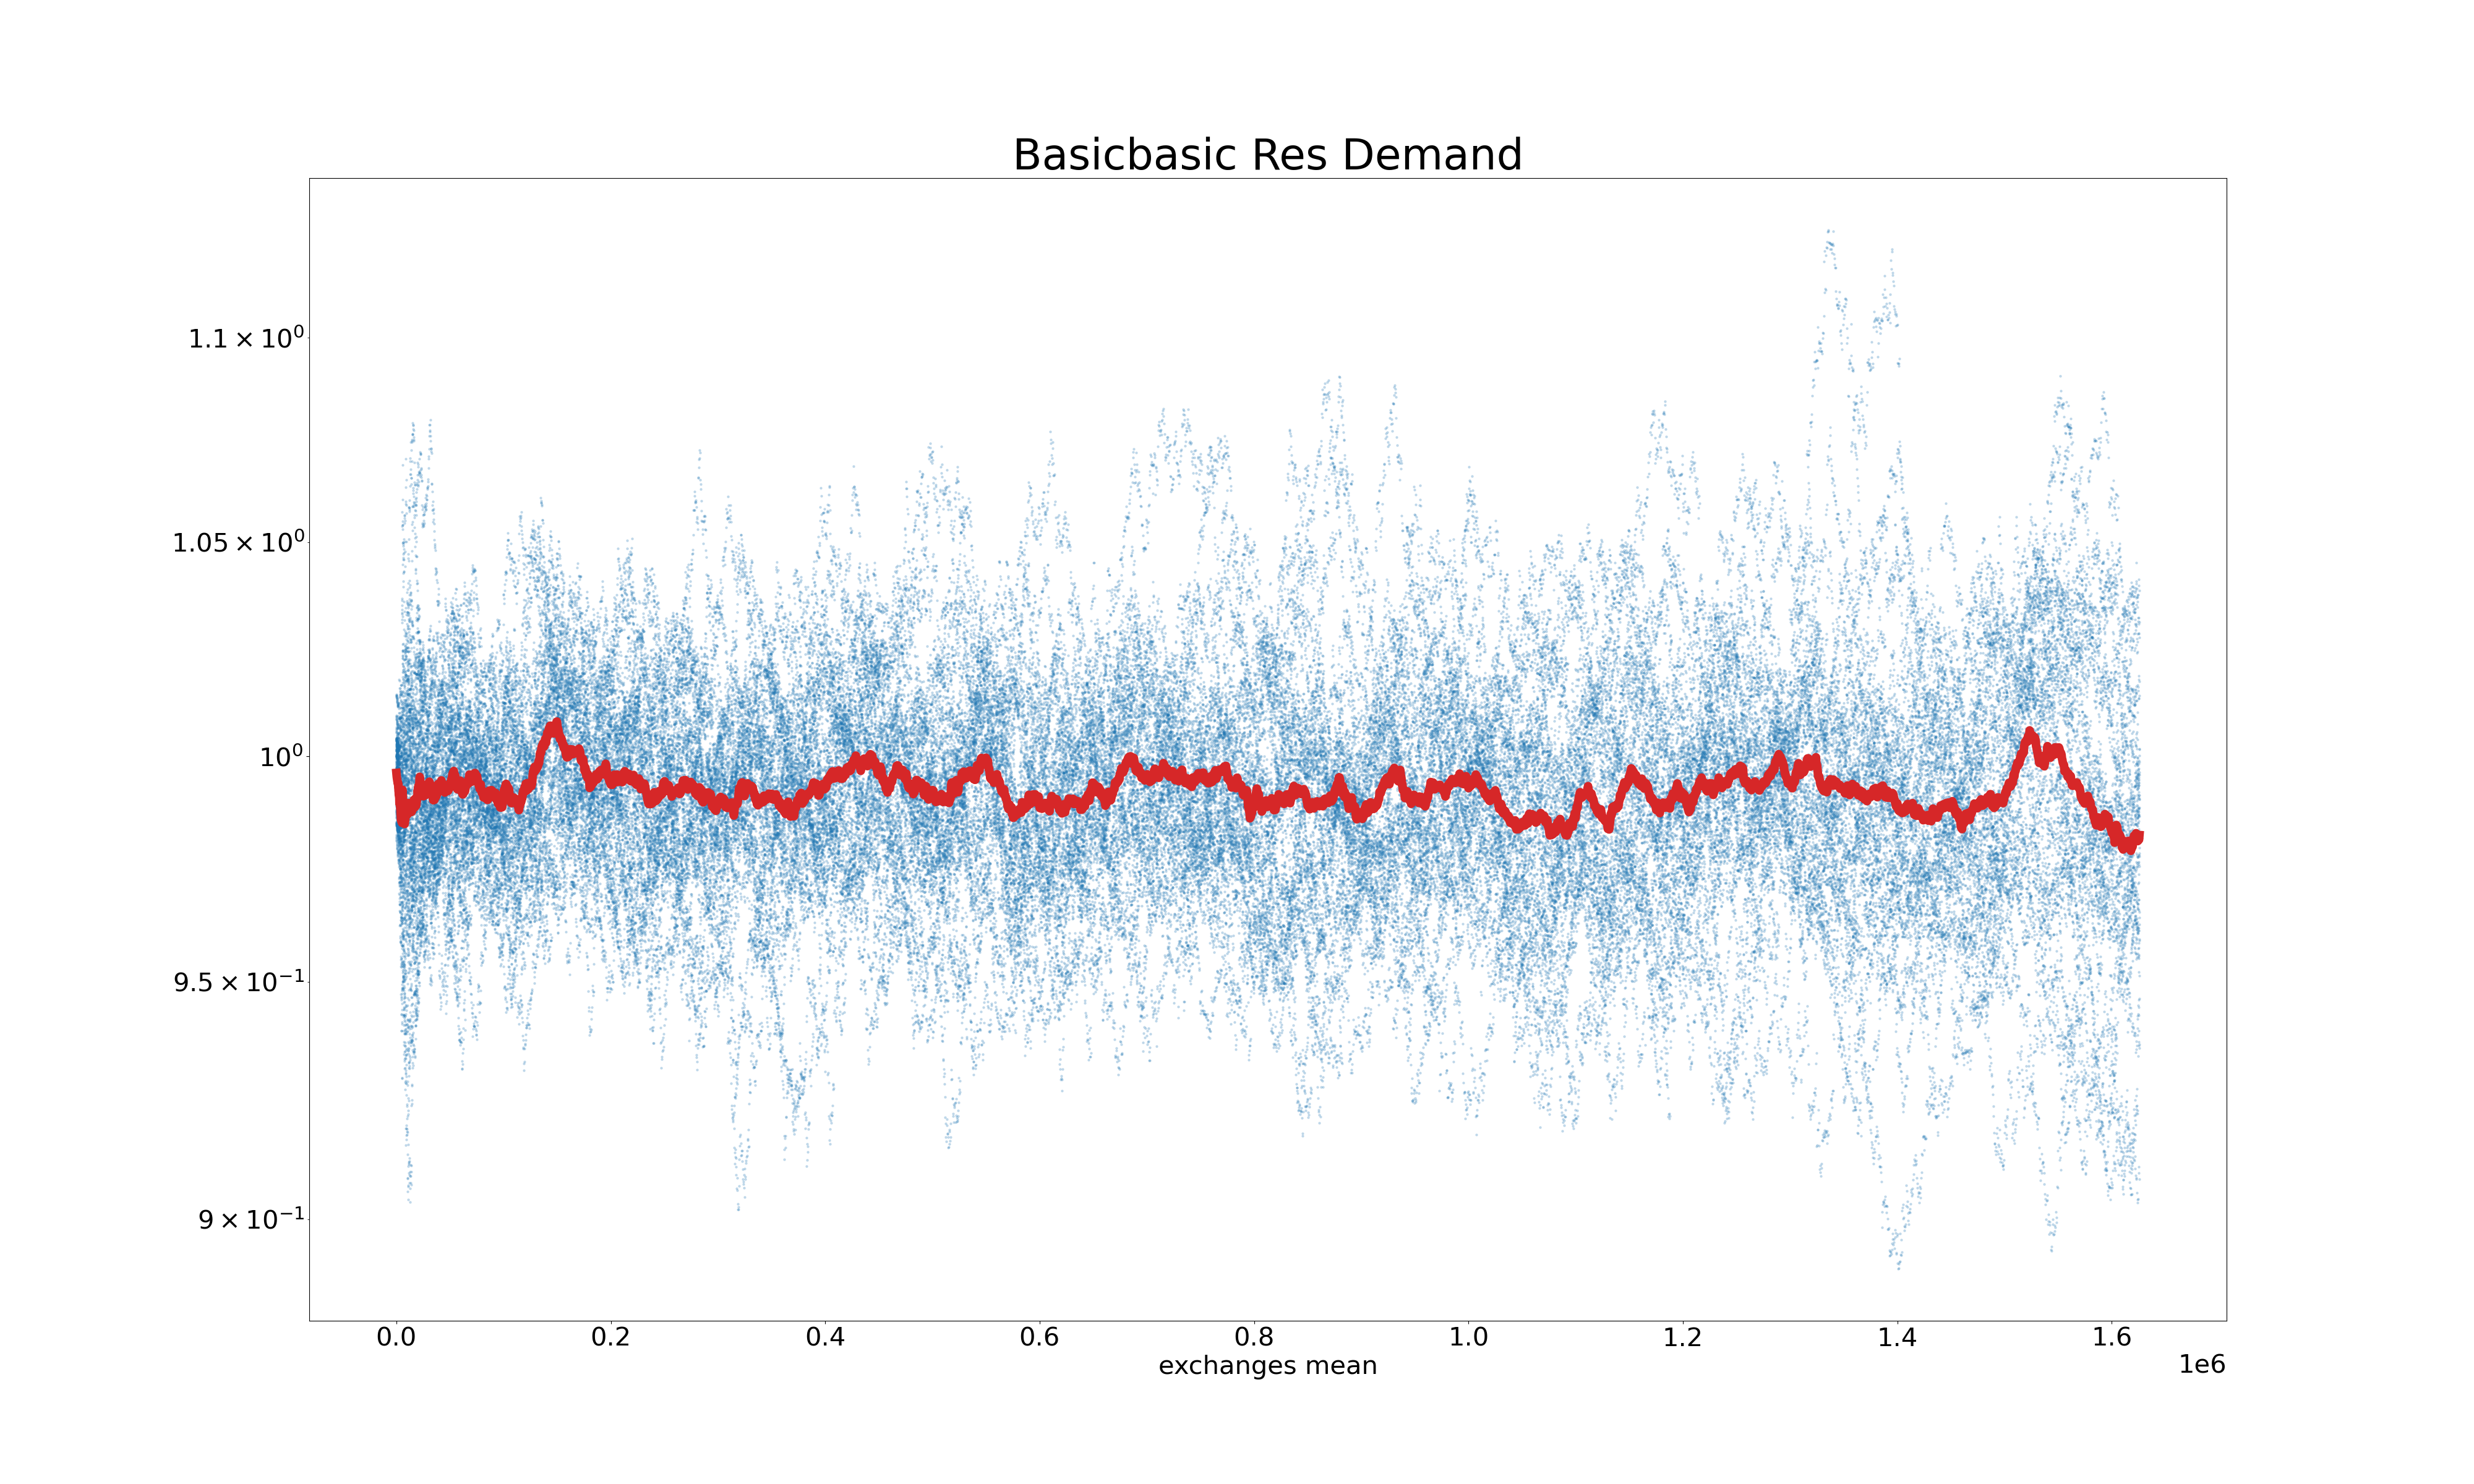 Basicbasic Res Demand
1.1 × 10⁰
1.05 × 10⁰
10⁰
9.5 × 10⁻¹
9 × 10⁻¹
0.0 0.2 0.4 0.6 0.8 1.0 1.2 1.4 1.6
exchanges mean 1e6